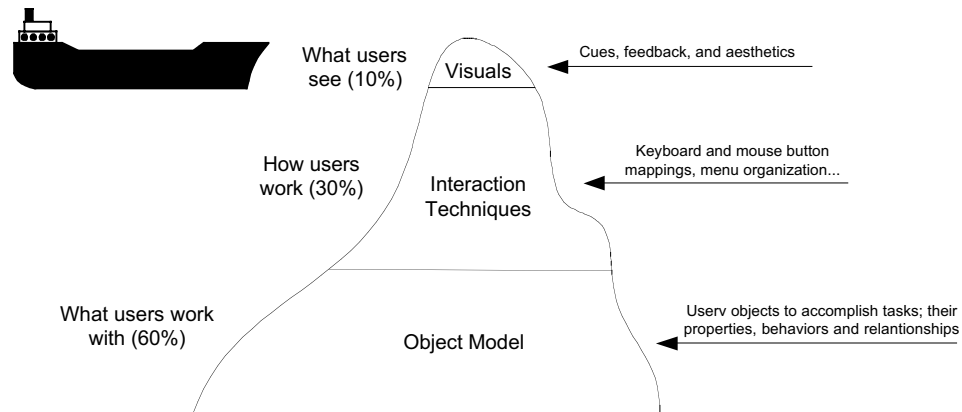 What users
see (10%)
Visuals
Cues, feedback, and aesthetics
How users
work (30%)
Interaction
Techniques
Keyboard and mouse button
mappings, menu organization...
What users work
with (60%)
Object Model
Userv objects to accomplish tasks; their
properties, behaviors and relantionships